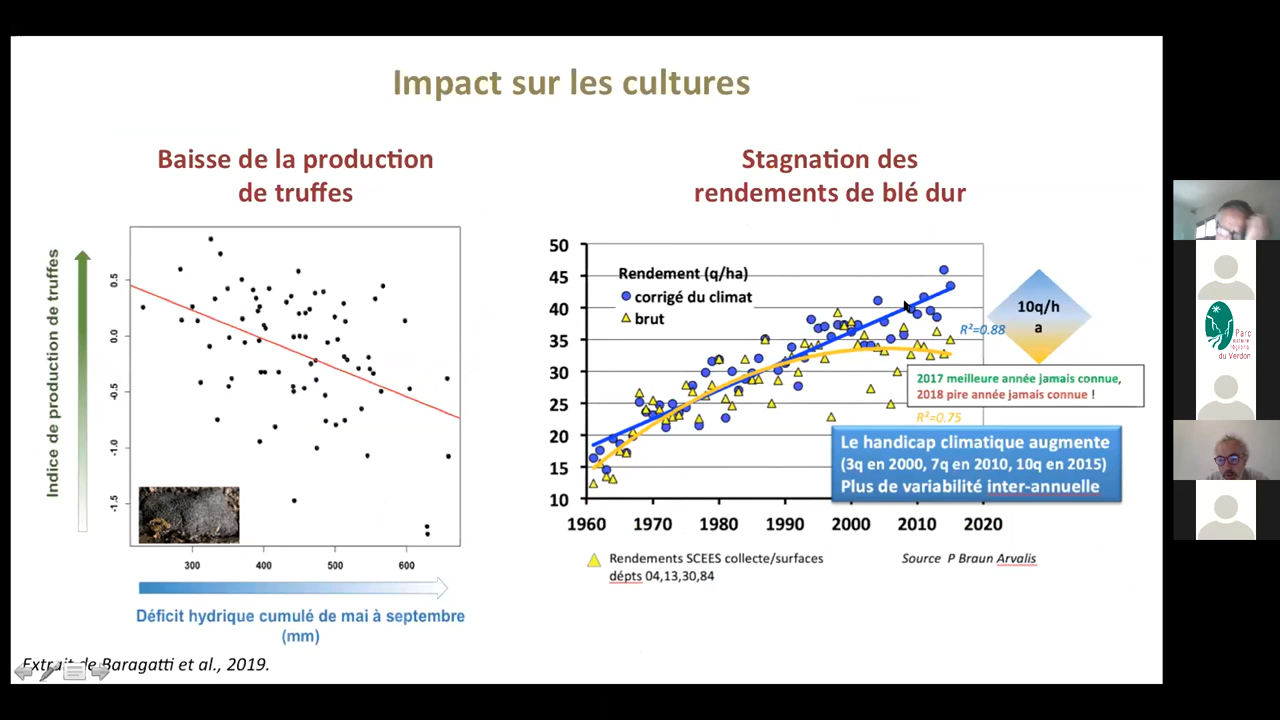 Impact sur les cultures
Baisse de la production
de truffes
Indice de production de truffes
0.5
0.0
-0.5
-1.0
-1.5
300 400 500 600
Déficit hydrique cumulé de mai à septembre
(mm)
Extrait de Baragatti et al., 2019.
Stagnation des
rendements de blé dur
50
45
40
35
30
25
20
15
10
1960 1970 1980 1990 2000 2010 2020
Rendement (q/ha)
corrigé du climat
brut
R²=0.88
10q/h
a
2017 meilleure année jamais connue,
2018 pire année jamais connue !
R²=0.75
Le handicap climatique augmente
(3q en 2000, 7q en 2010, 10q en 2015)
Plus de variabilité inter-annuelle
Rendements SCEES collecte/surfaces
dépts 04,13,30,84
Source P Braun Arvalis
Parc
naturel
régional
du Verdon